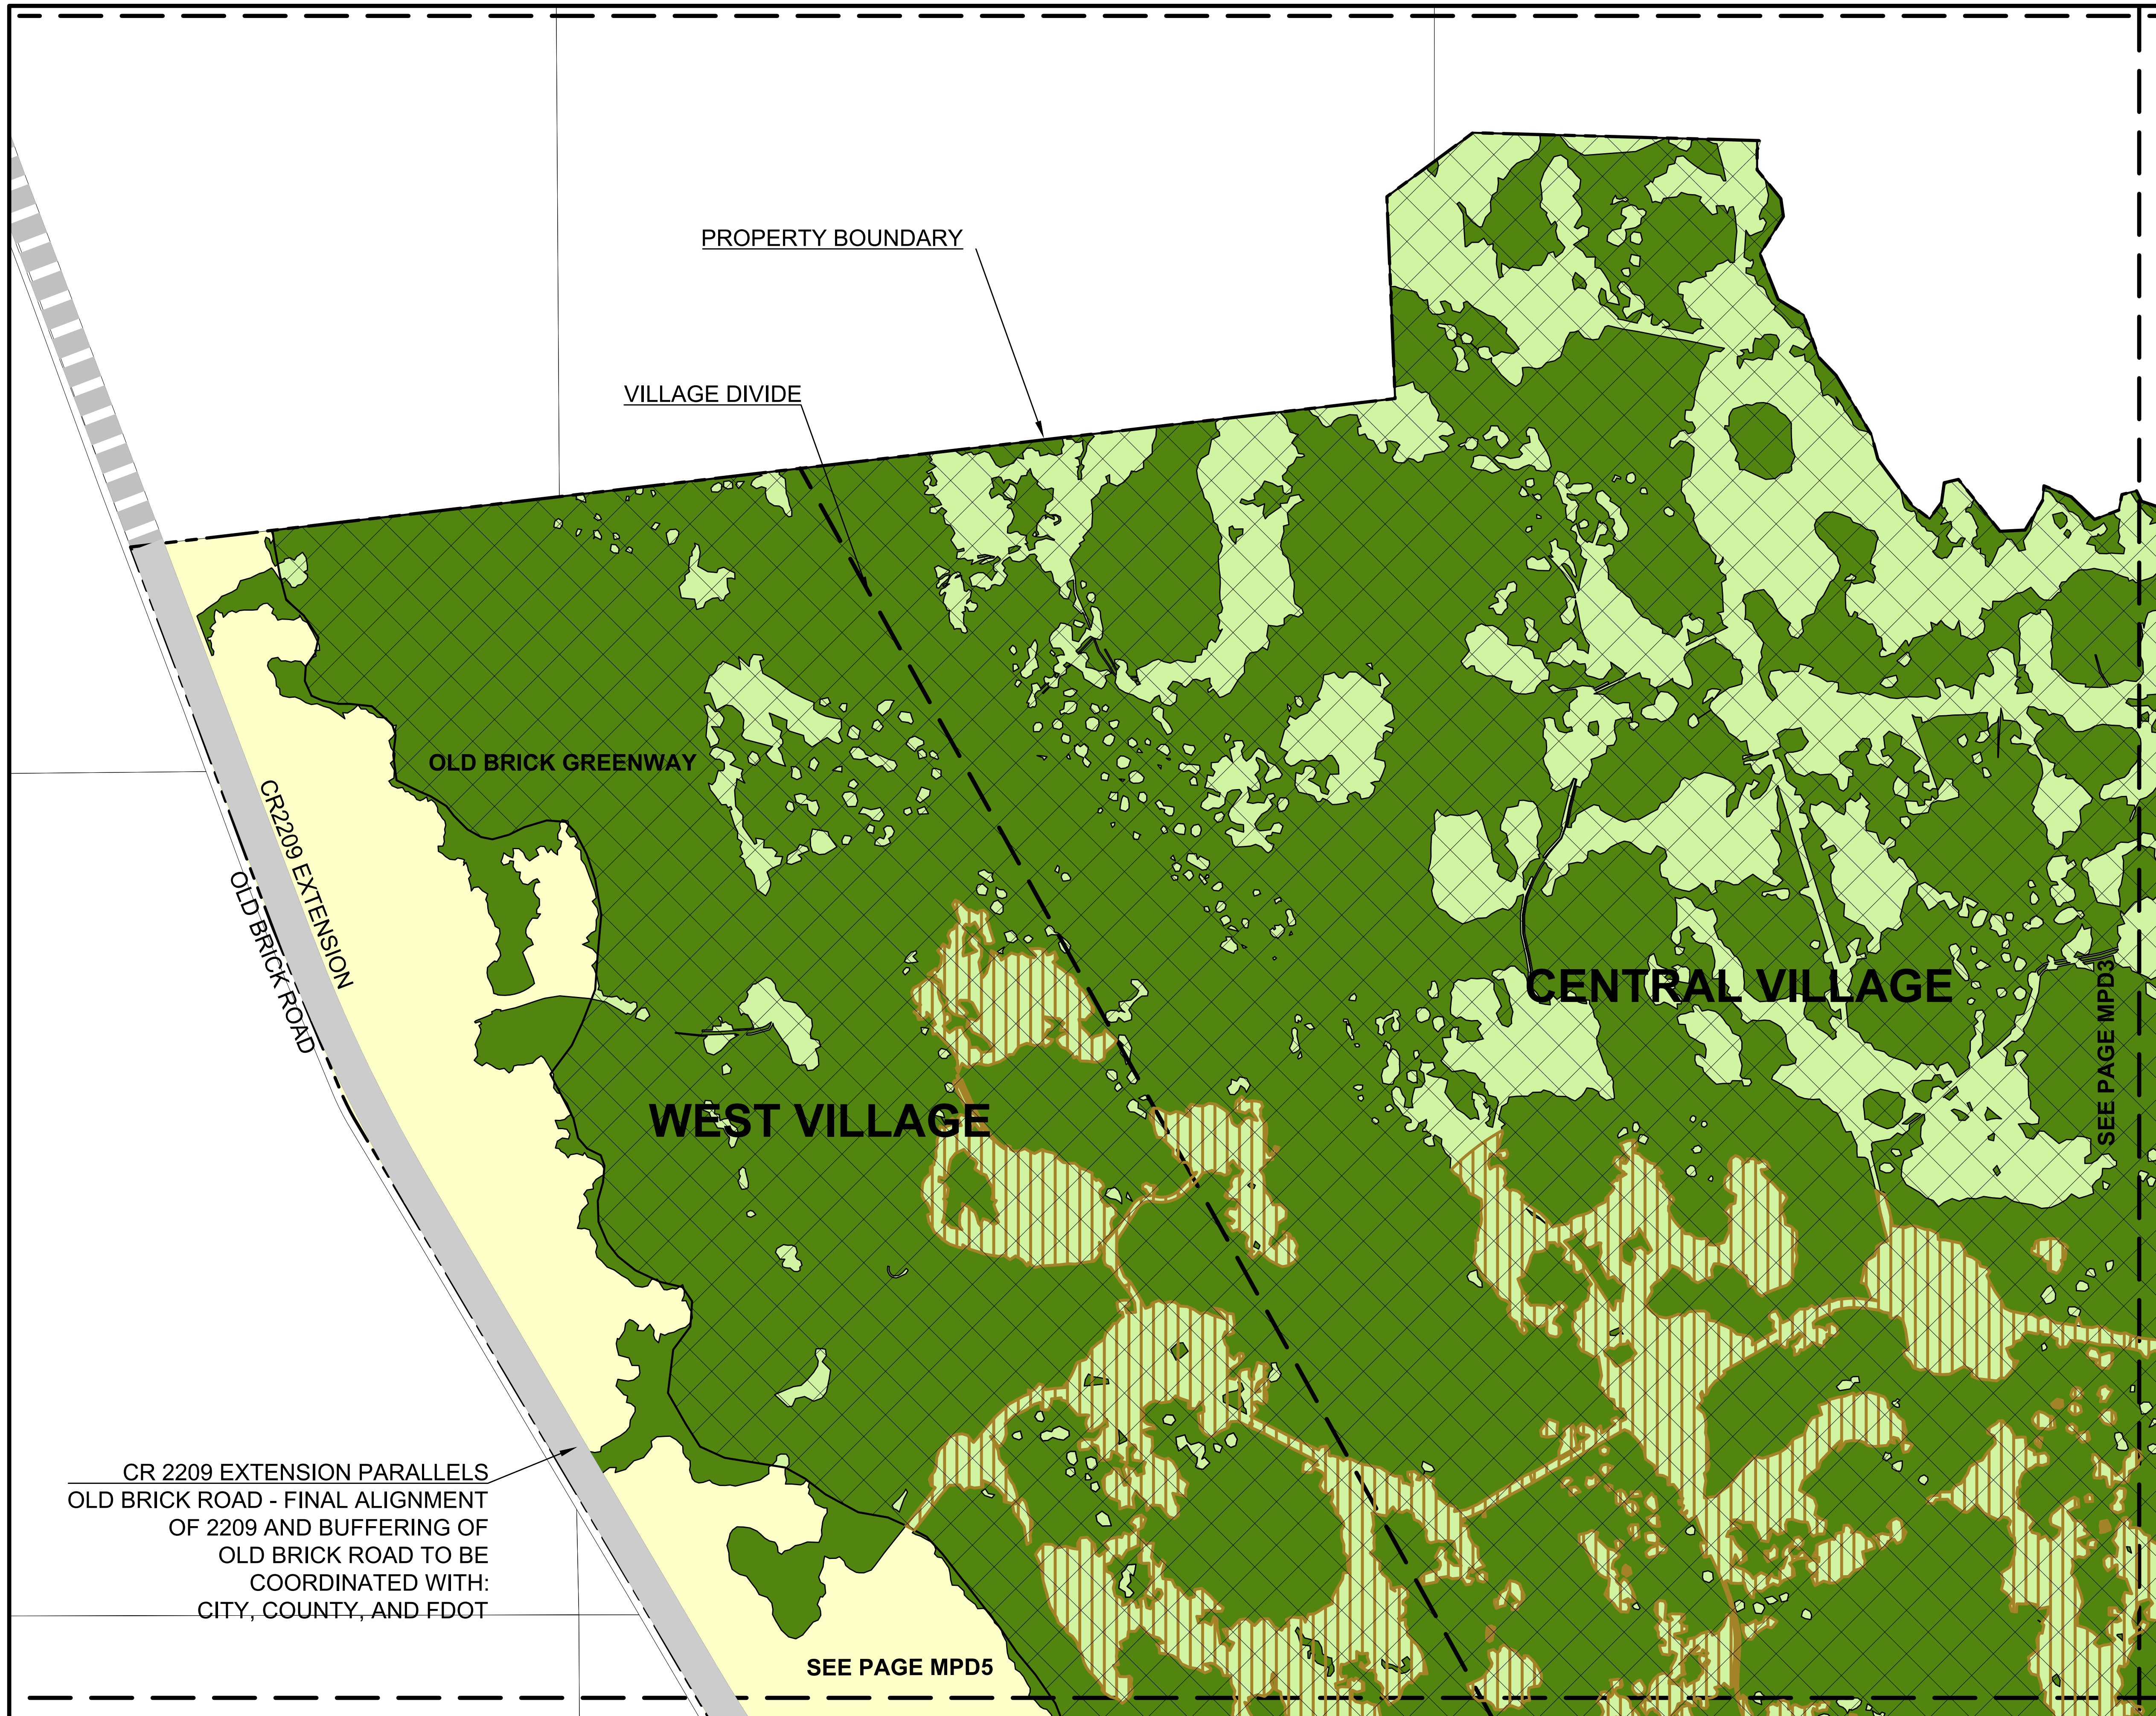 PROPERTY BOUNDARY
VILLAGE DIVIDE
OLD BRICK GREENWAY
CR2209 EXTENSION
OLD BRICK ROAD
CENTRAL VILLAGE
SEE PAGE MPD3
WEST VILLAGE
CR 2209 EXTENSION PARALLELS
OLD BRICK ROAD - FINAL ALIGNMENT
OF 2209 AND BUFFERING OF
OLD BRICK ROAD TO BE
COORDINATED WITH:
CITY, COUNTY, AND FDOT
SEE PAGE MPD5